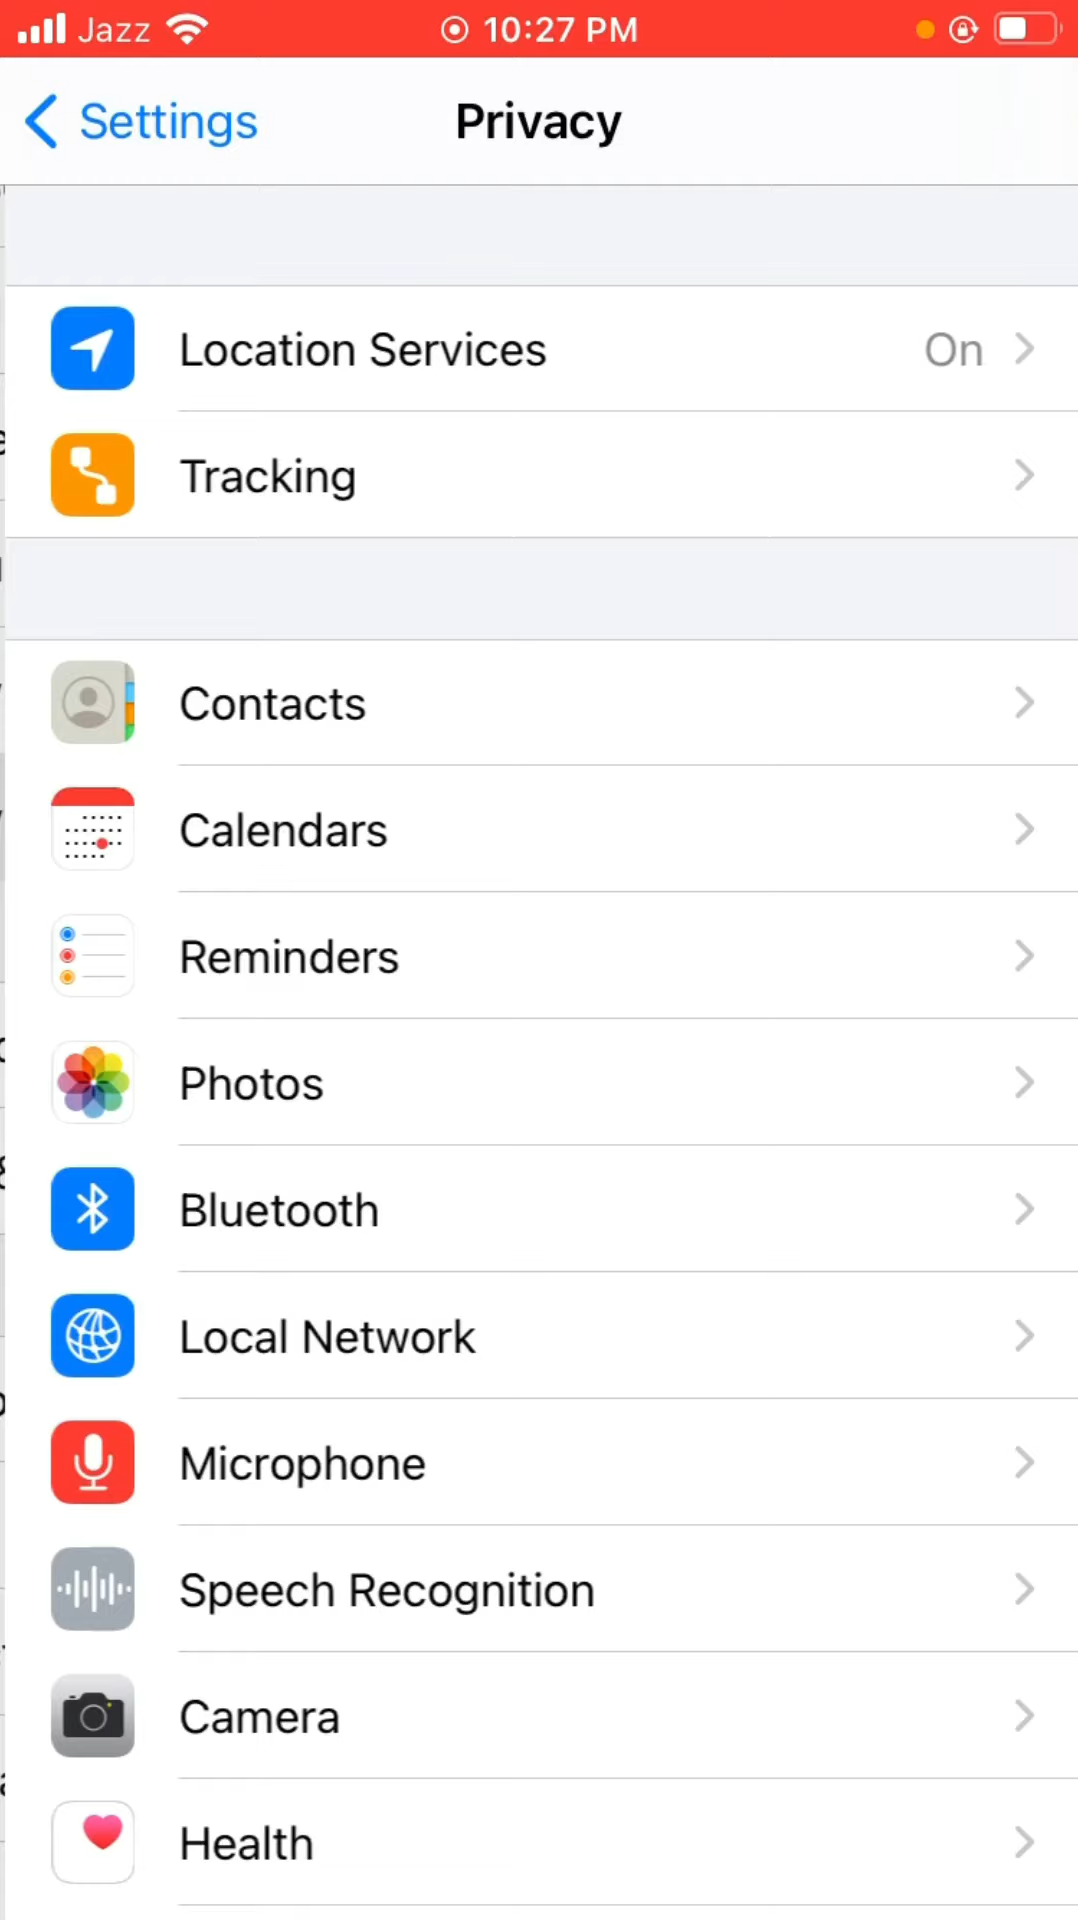 Jazz 10:27 PM
Settings Privacy
Location Services On
Tracking
Contacts
Calendars
Reminders
Photos
Bluetooth
Local Network
Microphone
Speech Recognition
Camera
Health